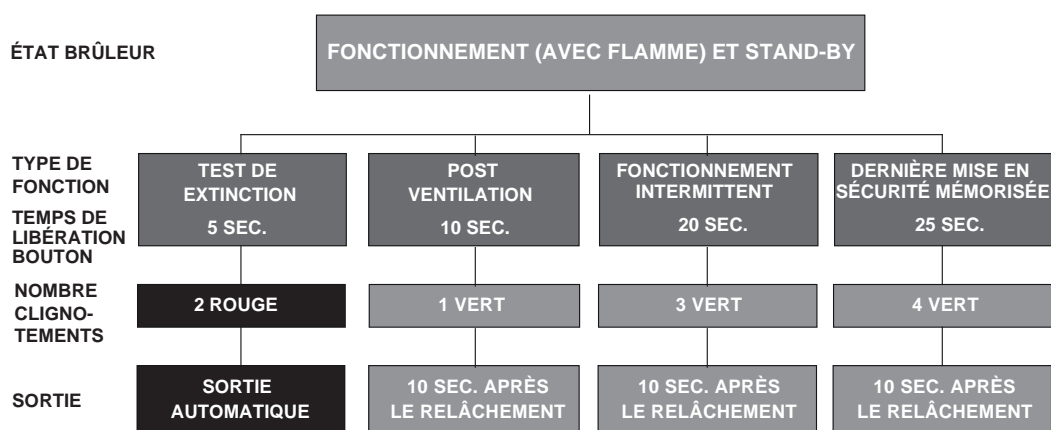 ÉTAT BRÛLEUR
FONCTIONNEMENT (AVEC FLAMME) ET STAND-BY
TYPE DE
FONCTION
TEMPS DE
LIBÉRATION
BOUTON
TEST DE
EXTINCTION
5 SEC.
POST
VENTILATION
10 SEC.
FONCTIONNEMENT
INTERMITTENT
20 SEC.
DERNIÈRE MISE EN
SÉCURITÉ MÉMORISÉE
25 SEC.
NOMBRE
CLIGNO-
TEMENTS
2 ROUGE
1 VERT
3 VERT
4 VERT
SORTIE
SORTIE
AUTOMATIQUE
10 SEC. APRÈS
LE RELÂCHEMENT
10 SEC. APRÈS
LE RELÂCHEMENT
10 SEC. APRÈS
LE RELÂCHEMENT